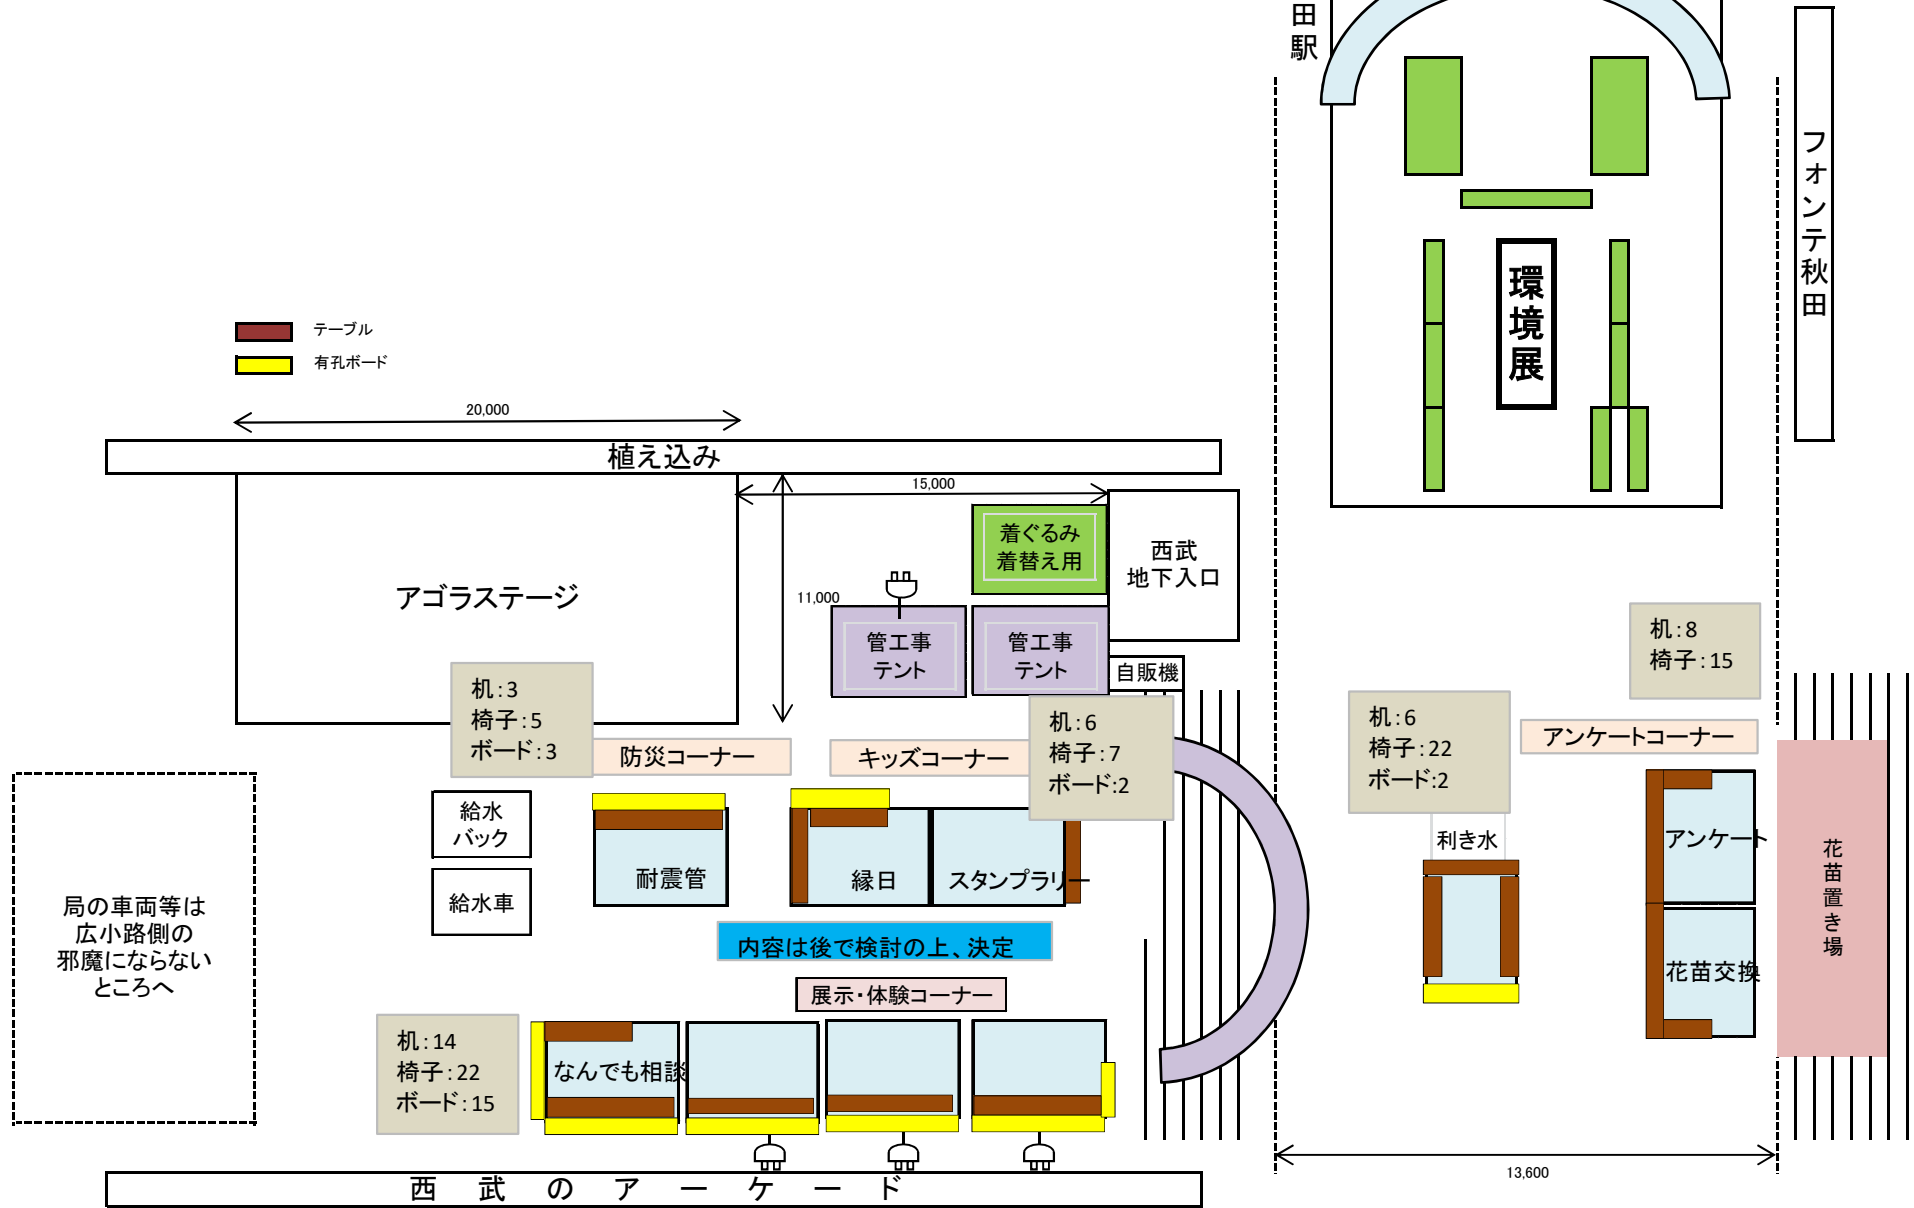 田
駅
フォンテ秋田
環境展
テーブル
有孔ボード
20,000
植え込み
15,000
着ぐるみ
着替え用
西武
地下入口
アゴラステージ
11,000
管工事
テント
管工事
テント
自販機
机：8
椅子：15
机：3
椅子：5
ボード：3
机：6
椅子：7
ボード:2
机：6
椅子：22
ボード:2
防災コーナー
キッズコーナー
アンケートコーナー
給水
バック
給水車
耐震管
縁日
スタンプラリー
利き水
アンケート
花苗交換
花苗置き場
局の車両等は
広小路側の
邪魔にならない
ところへ
内容は後で検討の上、決定
展示・体験コーナー
机：14
椅子：22
ボード：15
なんでも相談
13,600
西武のアーケード